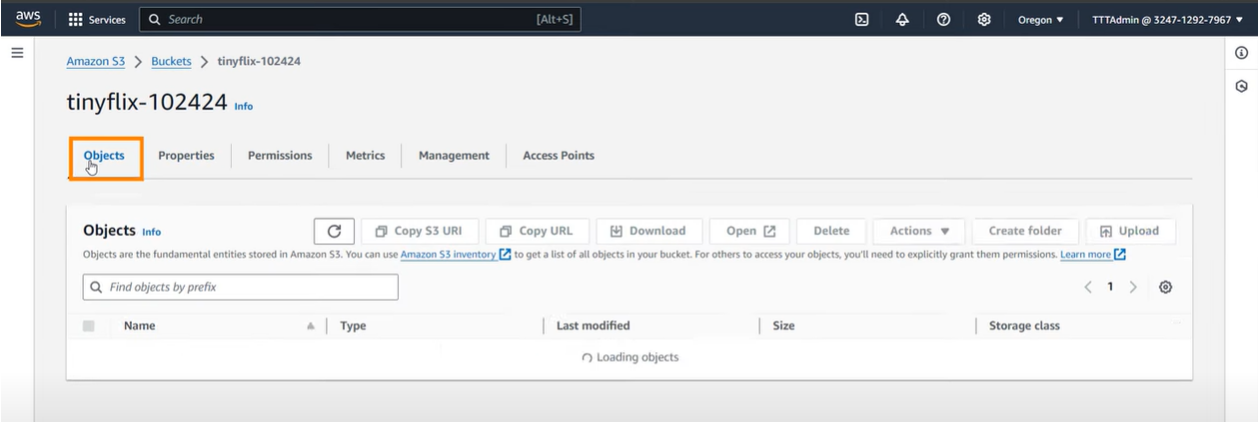 aws Services Search [Alt+S] Oregon ▼ TTTAdmin @ 3247-1292-7967 ▼
Amazon S3 > Buckets > tinyflix-102424
tinyflix-102424 Info
Objects Properties Permissions Metrics Management Access Points
Objects Info Copy S3 URI Copy URL Download Open Delete Actions ▼ Create folder Upload
Objects are the fundamental entities stored in Amazon S3. You can use Amazon S3 inventory to get a list of all objects in your bucket. For others to access your objects, you'll need to explicitly grant them permissions. Learn more
Find objects by prefix < 1 >
Name Type Last modified Size Storage class
Loading objects